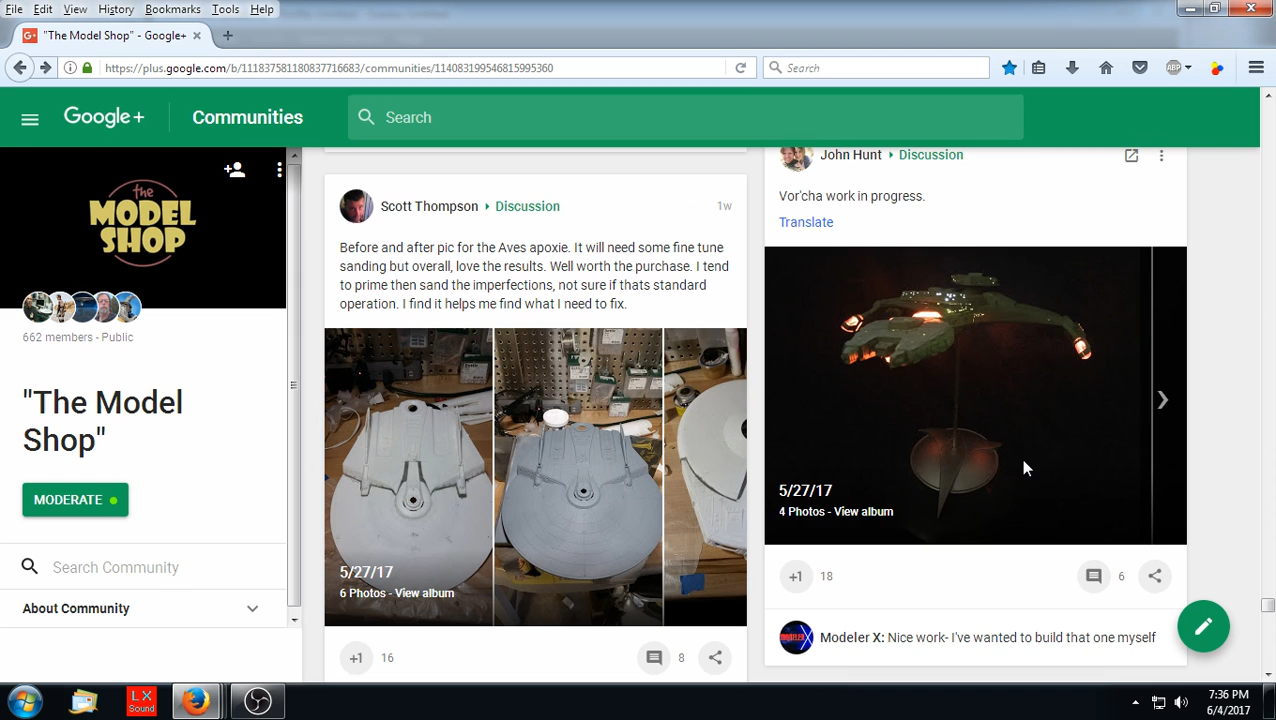 File Edit View History Bookmarks Tools Help
"The Model Shop" - Google+
https://plus.google.com/b/111837581180837716683/communities/114083199546815995360
Search
ABP
Google+
Communities
Search
the
MODEL
SHOP
662 members - Public
"The Model
Shop"
MODERATE
Search Community
About Community
Scott Thompson Discussion
1w
Before and after pic for the Aves apoxie. It will need some fine tune
sanding but overall, love the results. Well worth the purchase. I tend
to prime then sand the imperfections, not sure if thats standard
operation. I find it helps me find what I need to fix.
5/27/17
6 Photos - View album
+1 16
8
John Hunt Discussion
Vor'cha work in progress.
Translate
5/27/17
4 Photos - View album
+1 18
6
MODELER X
Modeler X: Nice work- I've wanted to build that one myself
LX
Sound
7:36 PM
6/4/2017